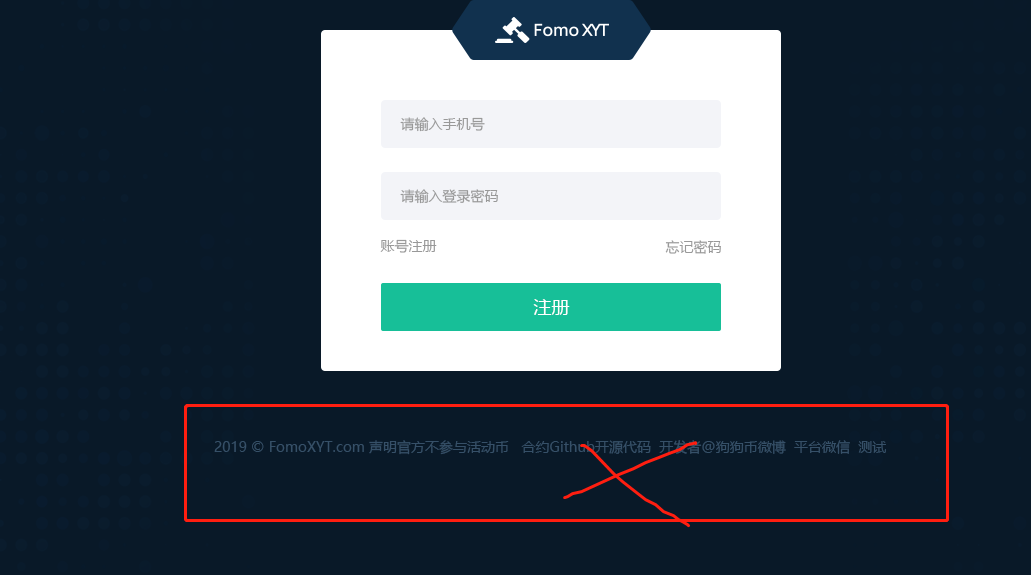 Fomo XYT
请输入手机号
请输入登录密码
账号注册 忘记密码
注册
2019 © FomoXYT.com 声明官方不参与活动币 合约Github开源代码 开发者@狗狗币微博 平台微信 测试